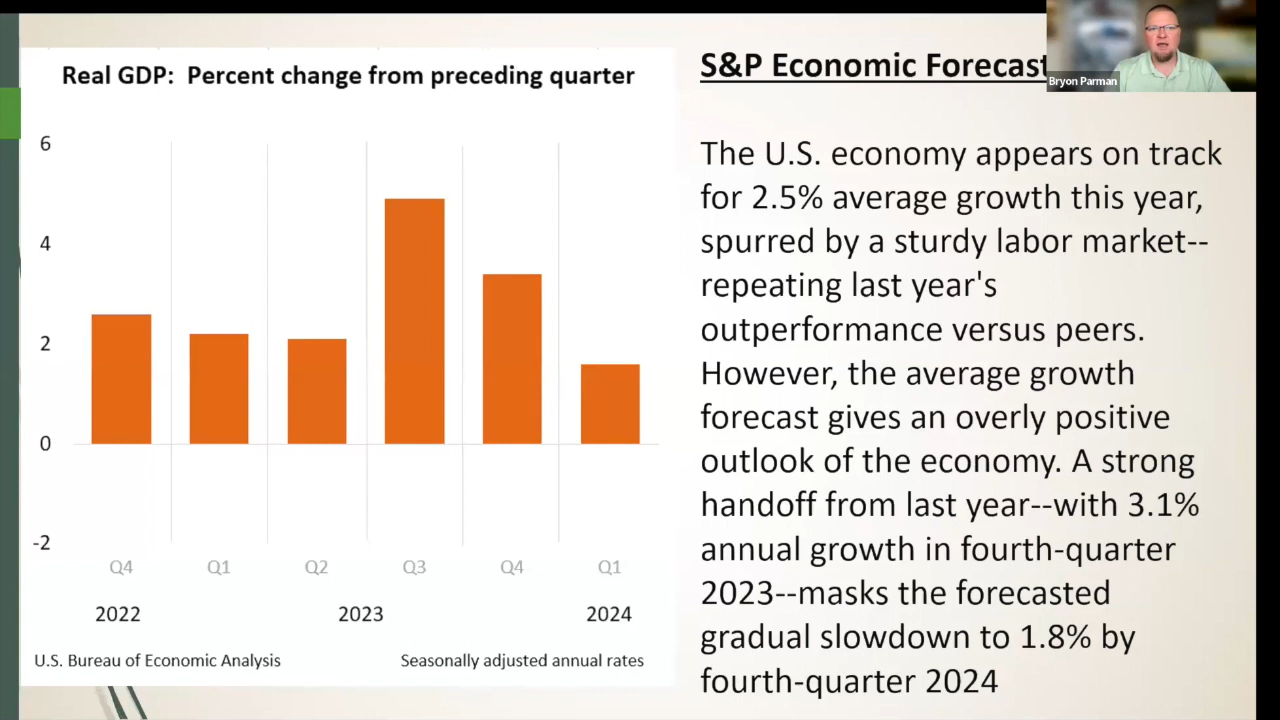 Real GDP: Percent change from preceding quarter
6
4
2
0
-2
Q4 Q1 Q2 Q3 Q4 Q1
2022 2023 2024
U.S. Bureau of Economic Analysis Seasonally adjusted annual rates
S&P Economic Forecast
Bryon Parman
The U.S. economy appears on track
for 2.5% average growth this year,
spurred by a sturdy labor market--
repeating last year's
outperformance versus peers.
However, the average growth
forecast gives an overly positive
outlook of the economy. A strong
handoff from last year--with 3.1%
annual growth in fourth-quarter
2023--masks the forecasted
gradual slowdown to 1.8% by
fourth-quarter 2024